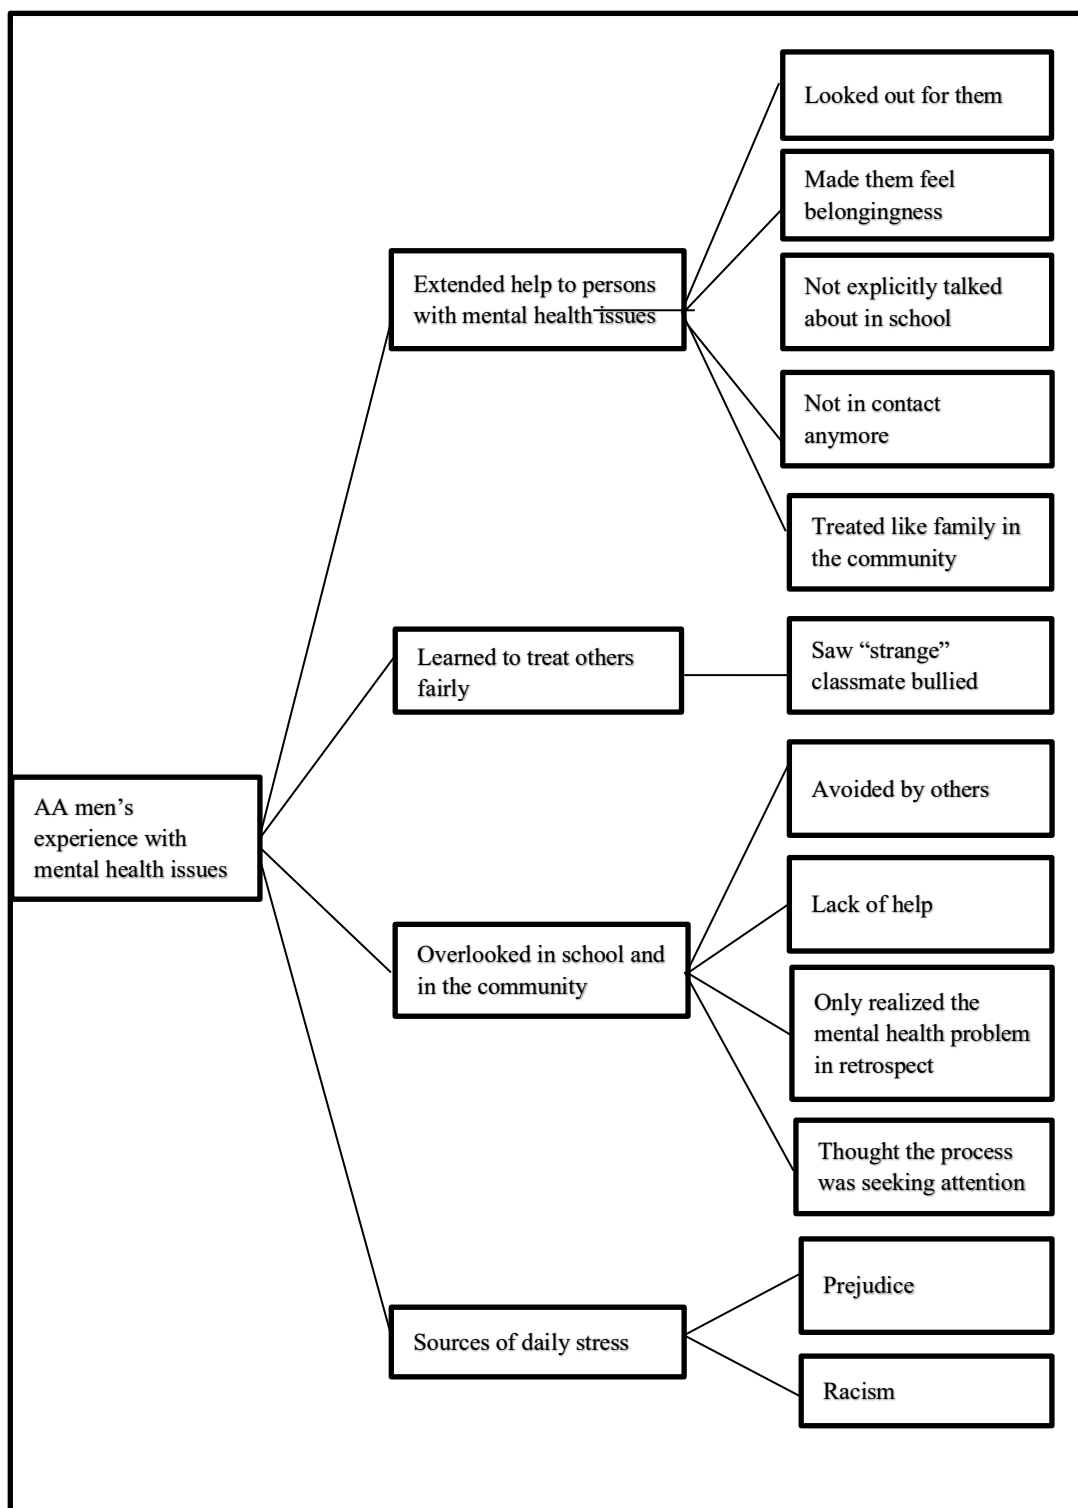 Looked out for them
Made them feel
belongingness
Extended help to persons
with mental health issues
Not explicitly talked
about in school
Not in contact
anymore
Treated like family in
the community
Learned to treat others
fairly
Saw “strange”
classmate bullied
AA men’s
experience with
mental health issues
Avoided by others
Lack of help
Overlooked in school and
in the community
Only realized the
mental health problem
in retrospect
Thought the process
was seeking attention
Sources of daily stress
Prejudice
Racism